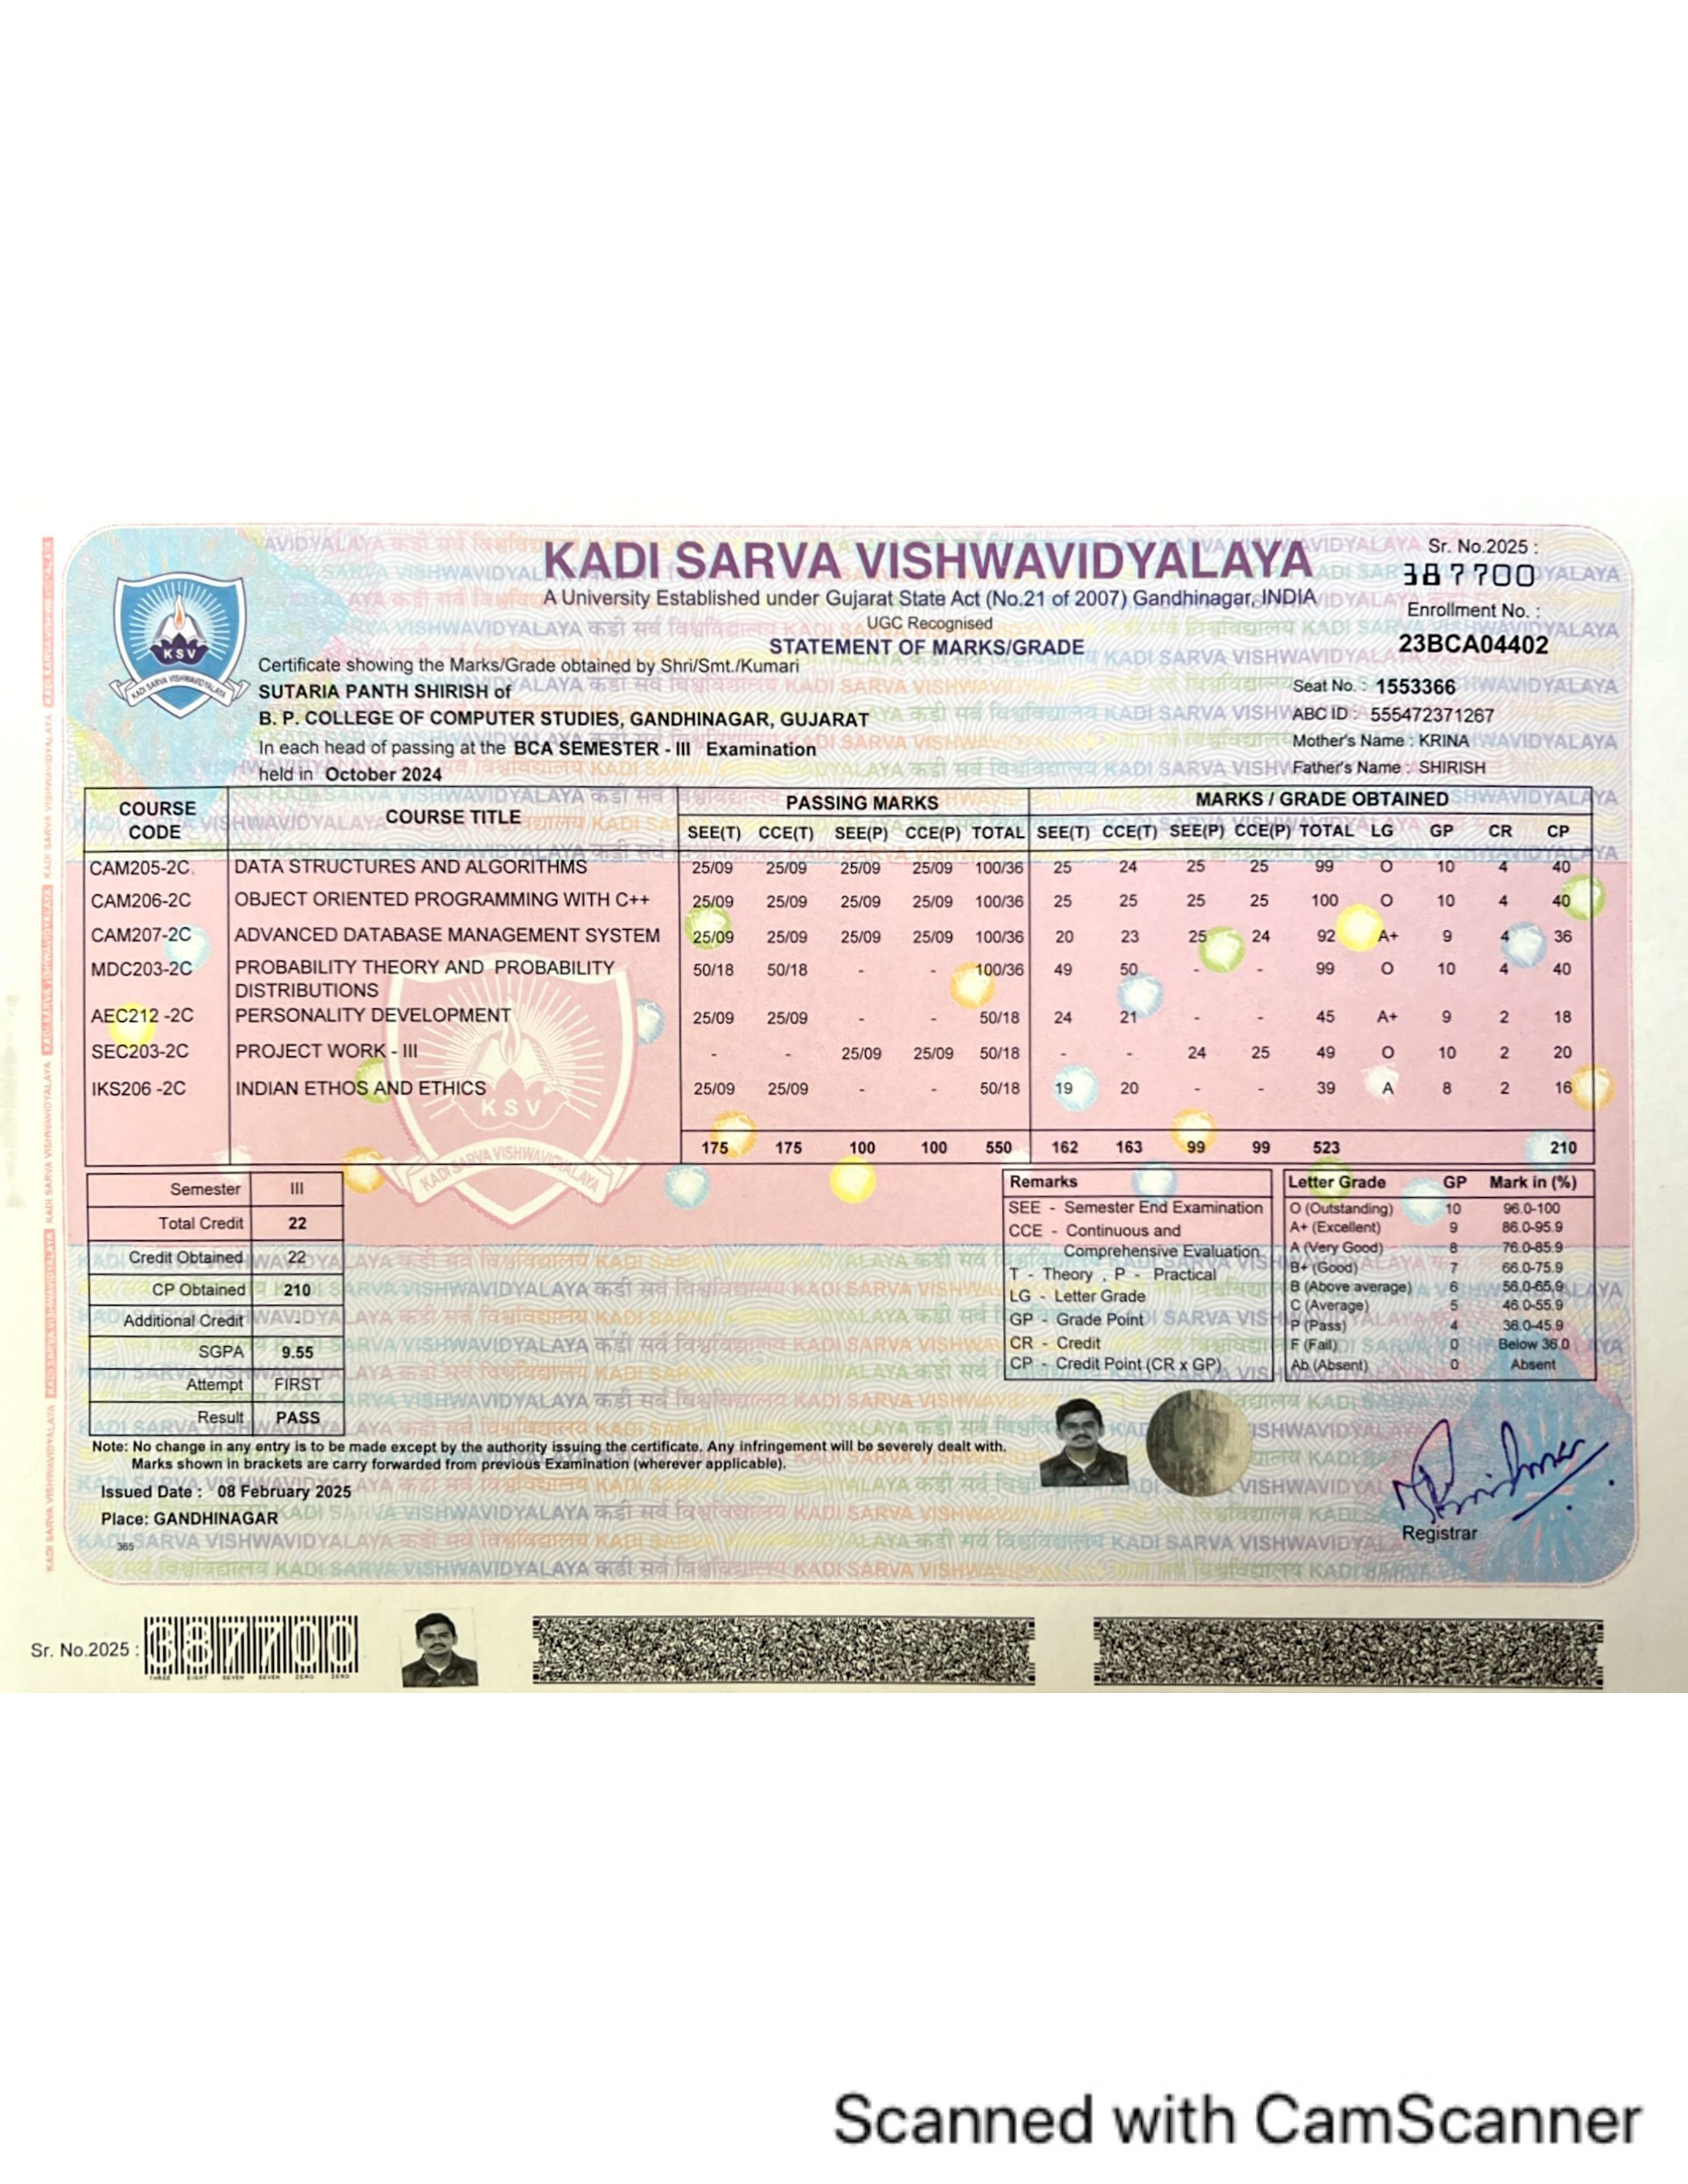 KADI SARVA VISHWAVIDYALAYA
A University Established under Gujarat State Act (No.21 of 2007) Gandhinagar, INDIA
UGC Recognised
STATEMENT OF MARKS/GRADE
Sr. No.2025 :
387700
Enrollment No. :
23BCA04402
KSV
KADI SARVA VISHWAVIDYALAYA
Certificate showing the Marks/Grade obtained by Shri/Smt./Kumari
SUTARIA PANTH SHIRISH of
B. P. COLLEGE OF COMPUTER STUDIES, GANDHINAGAR, GUJARAT
In each head of passing at the BCA SEMESTER - III Examination
held in October 2024
Seat No. : 1553366
ABC ID : 555472371267
Mother's Name : KRINA
Father's Name : SHIRISH
COURSE CODE COURSE TITLE PASSING MARKS MARKS / GRADE OBTAINED
SEE(T) CCE(T) SEE(P) CCE(P) TOTAL SEE(T) CCE(T) SEE(P) CCE(P) TOTAL LG GP CR CP
CAM205-2C DATA STRUCTURES AND ALGORITHMS 25/09 25/09 25/09 25/09 100/36 25 24 25 25 99 O 10 4 40
CAM206-2C OBJECT ORIENTED PROGRAMMING WITH C++ 25/09 25/09 25/09 25/09 100/36 25 25 25 25 100 O 10 4 40
CAM207-2C ADVANCED DATABASE MANAGEMENT SYSTEM 25/09 25/09 25/09 25/09 100/36 20 23 25 24 92 A+ 9 4 36
MDC203-2C PROBABILITY THEORY AND PROBABILITY 50/18 50/18 - - 100/36 49 50 - - 99 O 10 4 40
DISTRIBUTIONS
AEC212 -2C PERSONALITY DEVELOPMENT 25/09 25/09 - - 50/18 24 21 - - 45 A+ 9 2 18
SEC203-2C PROJECT WORK - III - - 25/09 25/09 50/18 - - 24 25 49 O 10 2 20
IKS206 -2C INDIAN ETHOS AND ETHICS 25/09 25/09 - - 50/18 19 20 - - 39 A 8 2 16
175 175 100 100 550 162 163 99 99 523 210
KSV
KADI SARVA VISHWAVIDYALAYA
Semester III
Total Credit 22
Credit Obtained 22
CP Obtained 210
Additional Credit -
SGPA 9.55
Attempt FIRST
Result PASS
Remarks
SEE - Semester End Examination
CCE - Continuous and
Comprehensive Evaluation
T - Theory , P - Practical
LG - Letter Grade
GP - Grade Point
CR - Credit
CP - Credit Point (CR x GP)
Letter Grade GP Mark in (%)
O (Outstanding) 10 96.0-100
A+ (Excellent) 9 86.0-95.9
A (Very Good) 8 76.0-85.9
B+ (Good) 7 66.0-75.9
B (Above average) 6 56.0-65.9
C (Average) 5 46.0-55.9
P (Pass) 4 36.0-45.9
F (Fail) 0 Below 36.0
Ab (Absent) 0 Absent
Note: No change in any entry is to be made except by the authority issuing the certificate. Any infringement will be severely dealt with.
Marks shown in brackets are carry forwarded from previous Examination (wherever applicable).
Issued Date : 08 February 2025
Place: GANDHINAGAR
365
Registrar
Sr. No.2025 : 387700
THREE EIGHT SEVEN SEVEN ZERO ZERO
Scanned with CamScanner